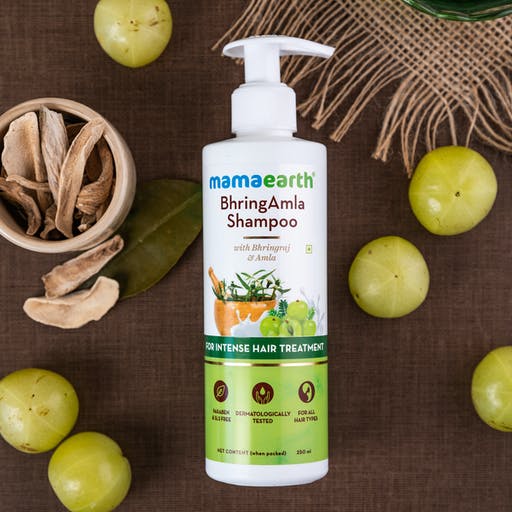 mamaearth
BhringAmla
Shampoo
with Bhringraj
& Amla
FOR INTENSE HAIR TREATMENT
PARABEN
& SLS FREE
DERMATOLOGICALLY
TESTED
FOR ALL
HAIR TYPES
NET CONTENT (when packed) 250 ml